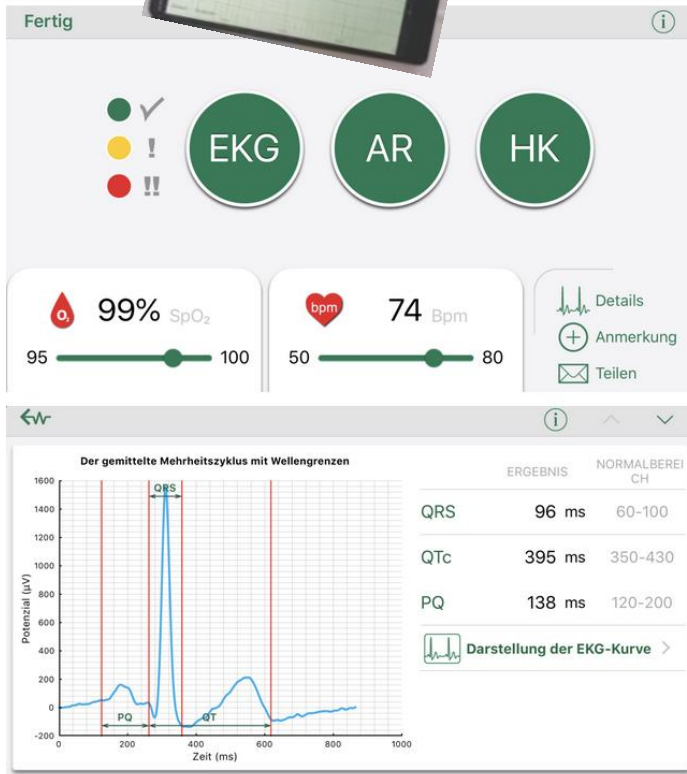 Fertig
EKG
AR
HK
99% SpO₂
95
100
bpm
74 Bpm
50
80
Details
Anmerkung
Teilen
Der gemittelte Mehrheitszyklus mit Wellengrenzen
1600
1400
1200
1000
800
600
400
200
0
-200
Potenzial (µV)
QRS
PQ
QT
0
200
400
600
800
1000
Zeit (ms)
ERGEBNIS
NORMALBEREI
CH
QRS 96 ms 60-100
QTc 395 ms 350-430
PQ 138 ms 120-200
Darstellung der EKG-Kurve